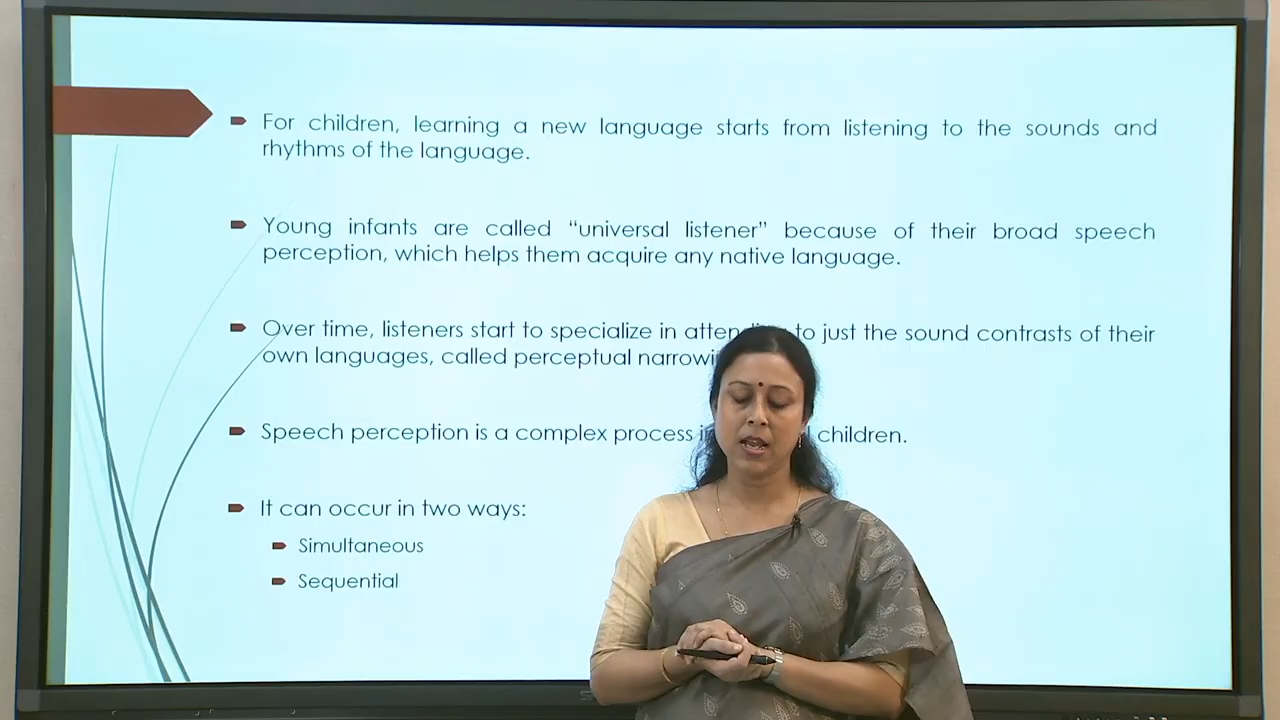 For children, learning a new language starts from listening to the sounds and
rhythms of the language.
Young infants are called “universal listener” because of their broad speech
perception, which helps them acquire any native language.
Over time, listeners start to specialize in to just the sound contrasts of their
own languages, called perceptual
Speech perception is a complex process children.
It can occur in two ways:
Simultaneous
Sequential